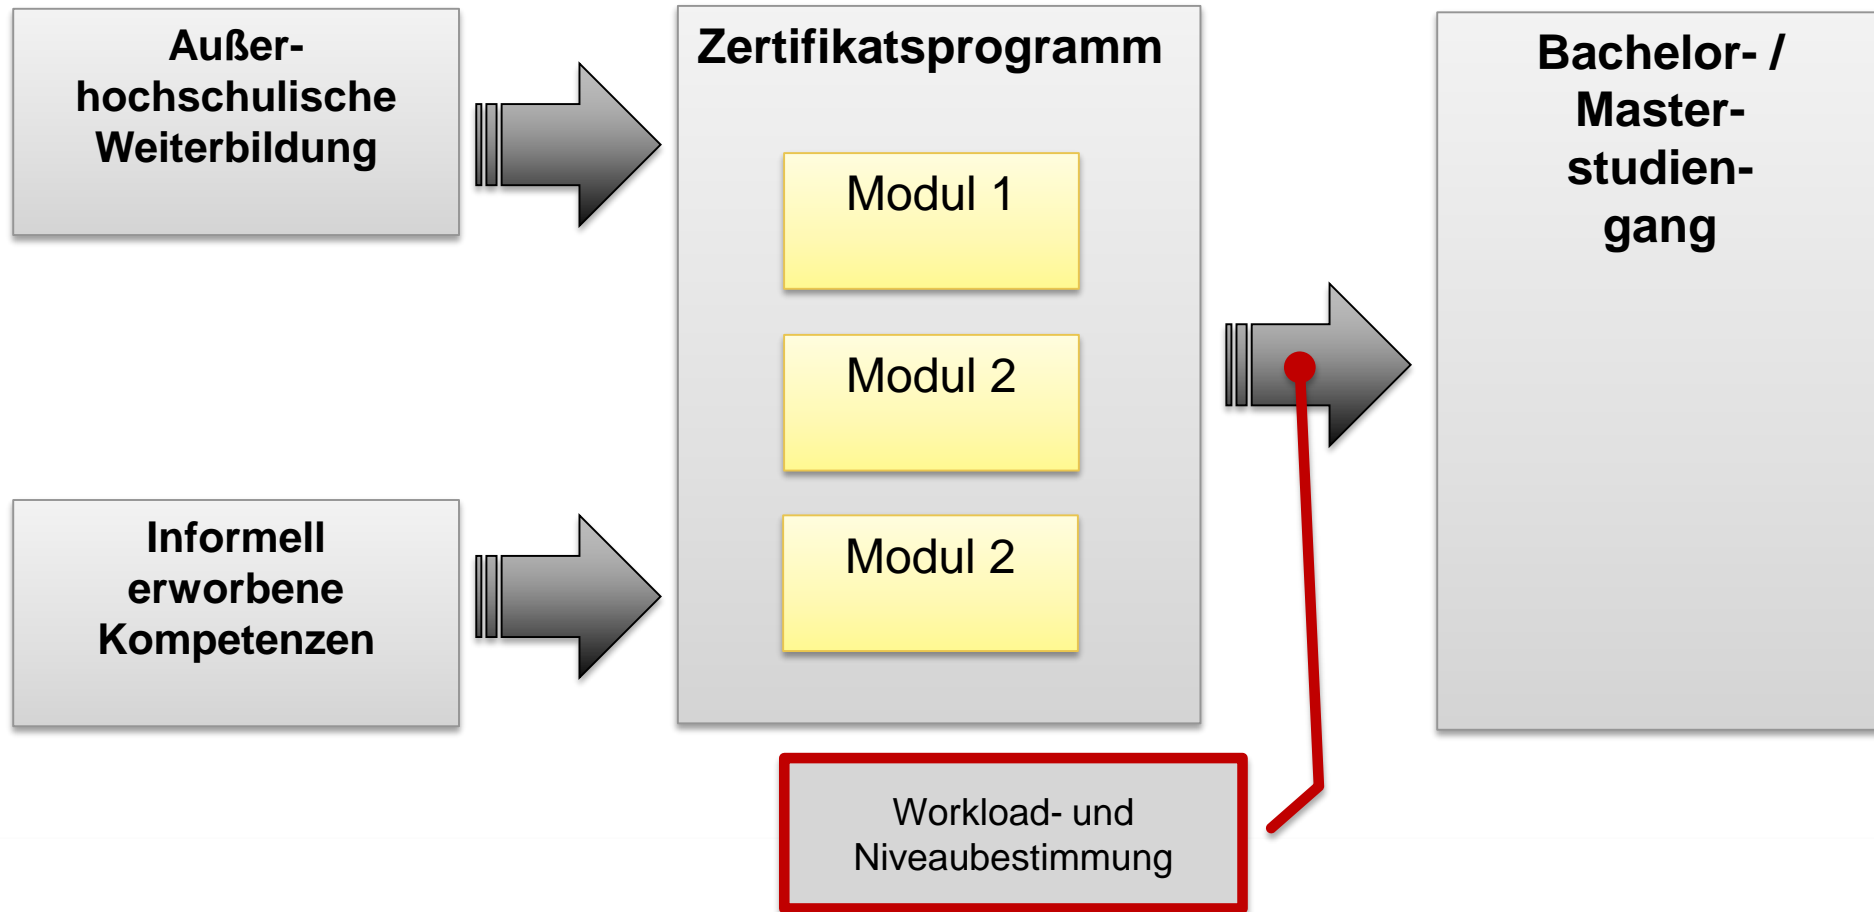 Außer-
hochschulische
Weiterbildung
Informell
erworbene
Kompetenzen
Zertifikatsprogramm
Modul 1
Modul 2
Modul 2
Workload- und
Niveaubestimmung
Bachelor- /
Master-
studien-
gang